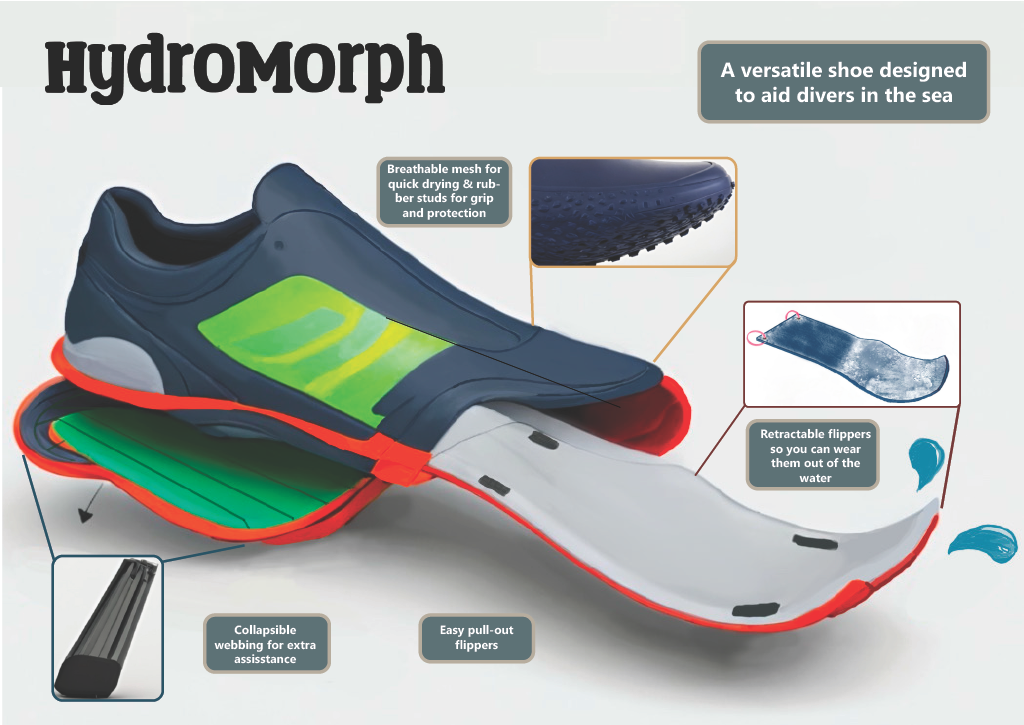 HydroMorph
A versatile shoe designed
to aid divers in the sea
Breathable mesh for
quick drying & rub-
ber studs for grip
and protection
Retractable flippers
so you can wear
them out of the
water
Collapsible
webbing for extra
assisstance
Easy pull-out
flippers